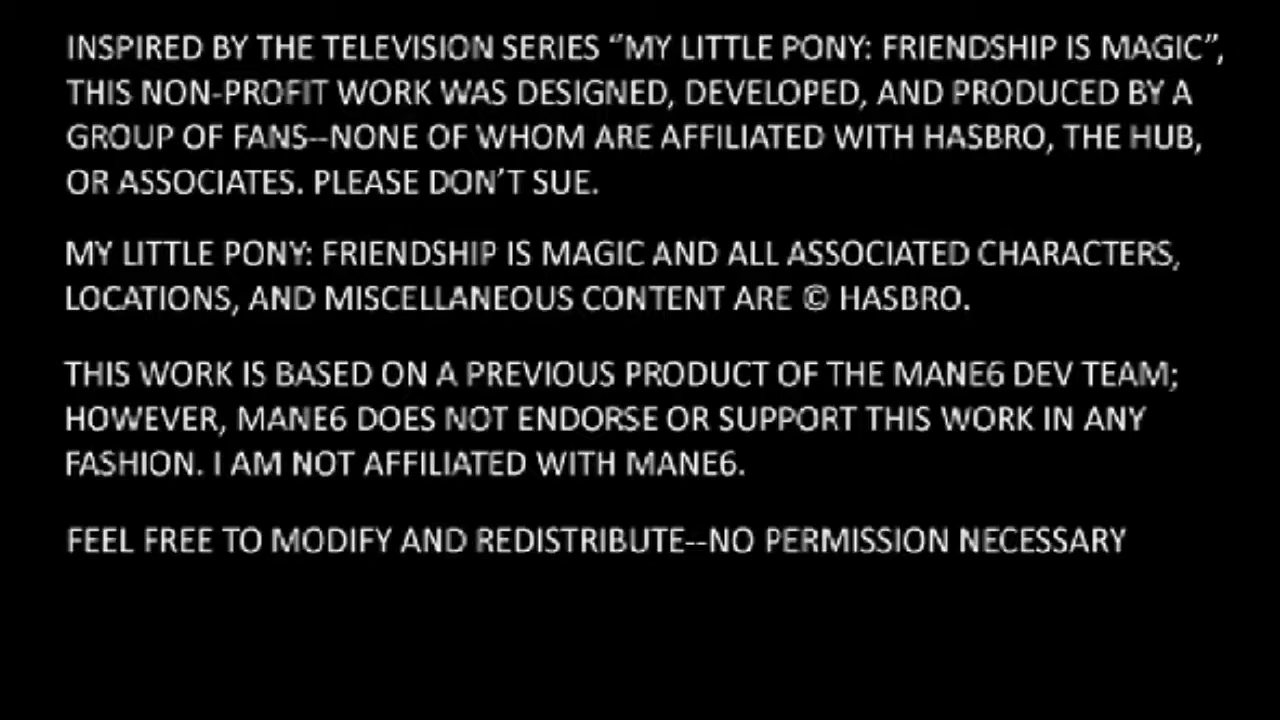 INSPIRED BY THE TELEVISION SERIES “MY LITTLE PONY: FRIENDSHIP IS MAGIC”,
THIS NON-PROFIT WORK WAS DESIGNED, DEVELOPED, AND PRODUCED BY A
GROUP OF FANS--NONE OF WHOM ARE AFFILIATED WITH HASBRO, THE HUB,
OR ASSOCIATES. PLEASE DON’T SUE.
MY LITTLE PONY: FRIENDSHIP IS MAGIC AND ALL ASSOCIATED CHARACTERS,
LOCATIONS, AND MISCELLANEOUS CONTENT ARE © HASBRO.
THIS WORK IS BASED ON A PREVIOUS PRODUCT OF THE MANE6 DEV TEAM;
HOWEVER, MANE6 DOES NOT ENDORSE OR SUPPORT THIS WORK IN ANY
FASHION. I AM NOT AFFILIATED WITH MANE6.
FEEL FREE TO MODIFY AND REDISTRIBUTE--NO PERMISSION NECESSARY